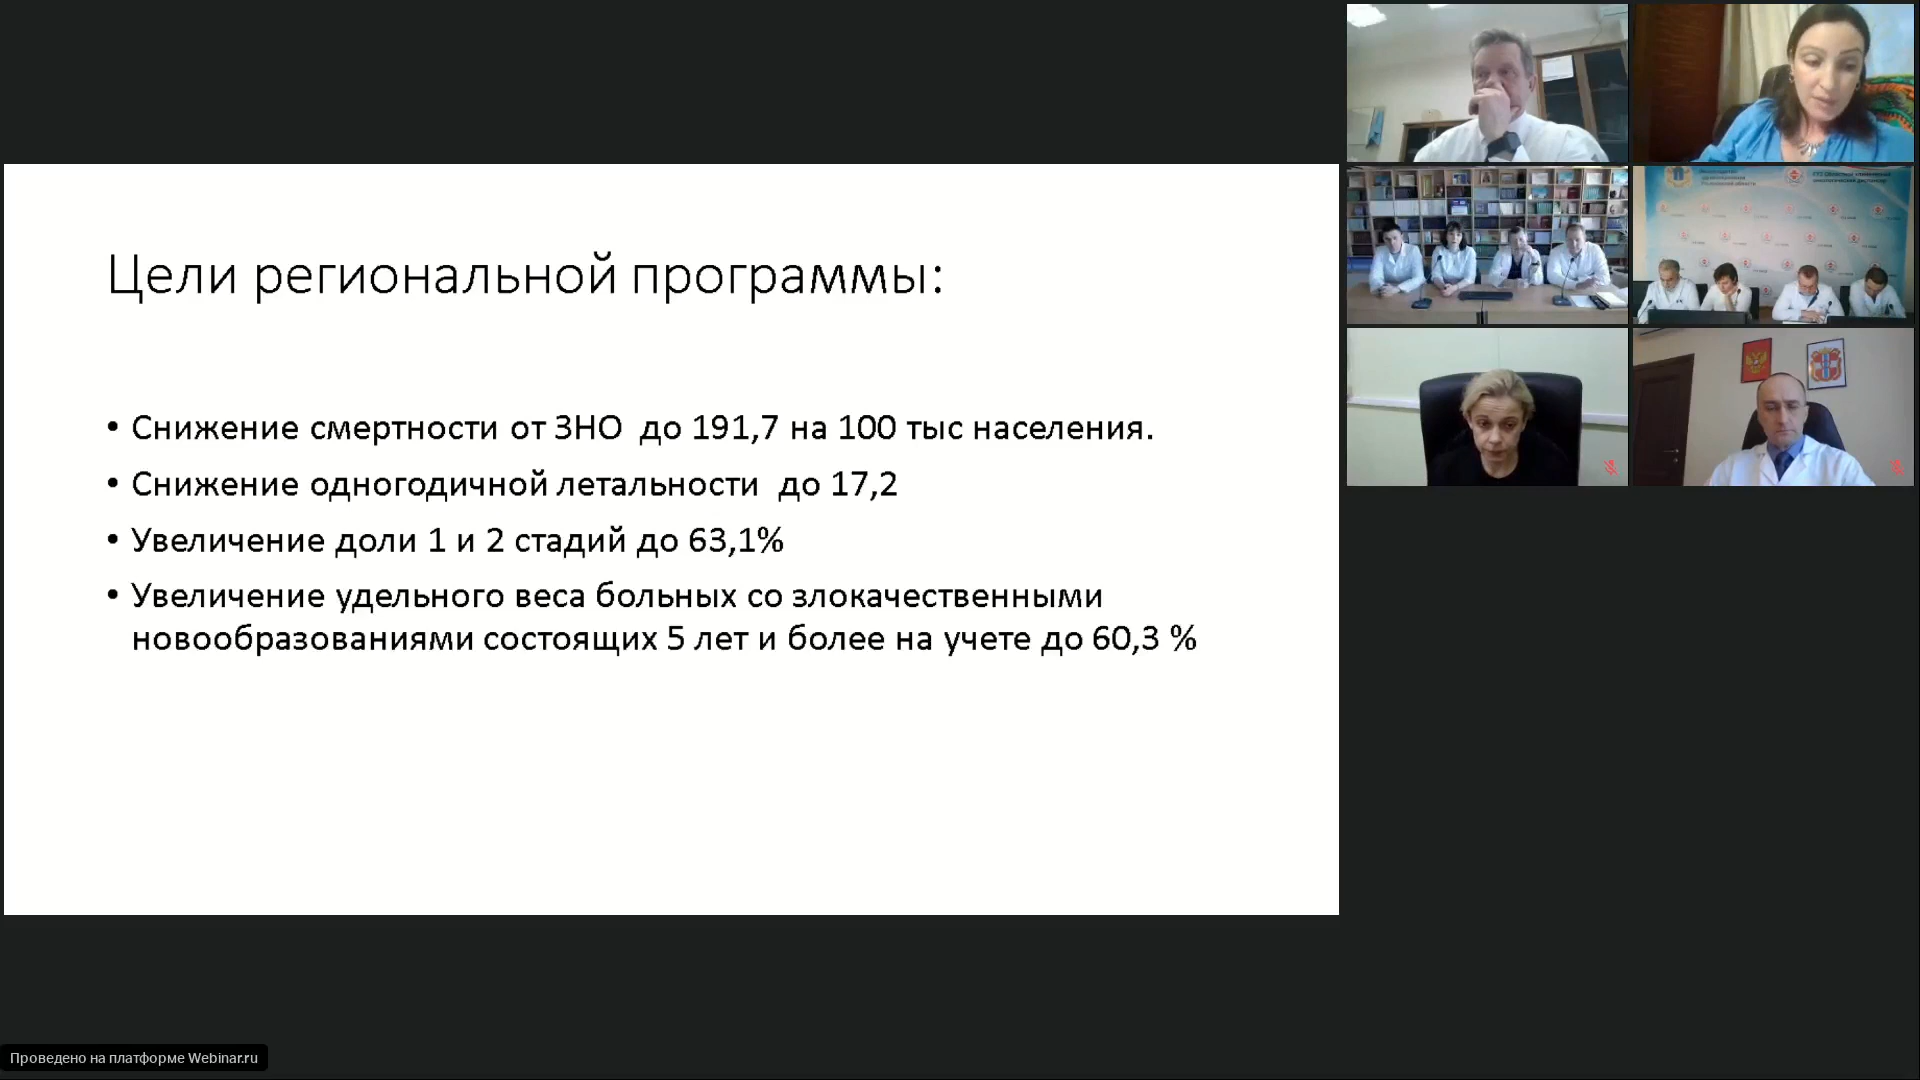 Цели региональной программы:
• Снижение смертности от ЗНО до 191,7 на 100 тыс населения.
• Снижение одногодичной летальности до 17,2
• Увеличение доли 1 и 2 стадий до 63,1%
• Увеличение удельного веса больных со злокачественными
новообразованиями состоящих 5 лет и более на учете до 60,3 %
Проведено на платформе Webinar.ru